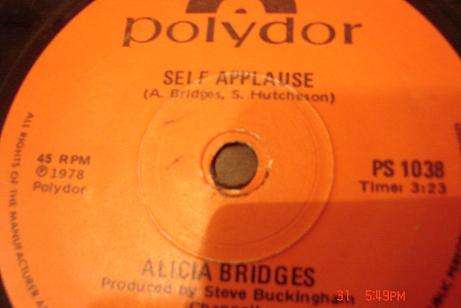 polydor
SELF APPLAUSE
(A. Bridges, S. Hutcheson)
45 RPM
℗ 1978
Polydor
PS 1038
Time: 3:23
ALICIA BRIDGES
Produced by Steve Buckingham
ALL RIGHTS OF THE MANUFACTURER A
31 5:49PM